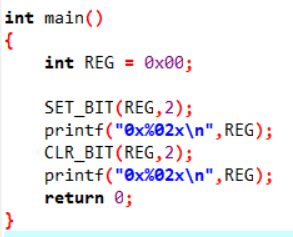 int main()
{
    int REG = 0x00;

    SET_BIT(REG,2);
    printf("0x%02x\n",REG);
    CLR_BIT(REG,2);
    printf("0x%02x\n",REG);
    return 0;
}